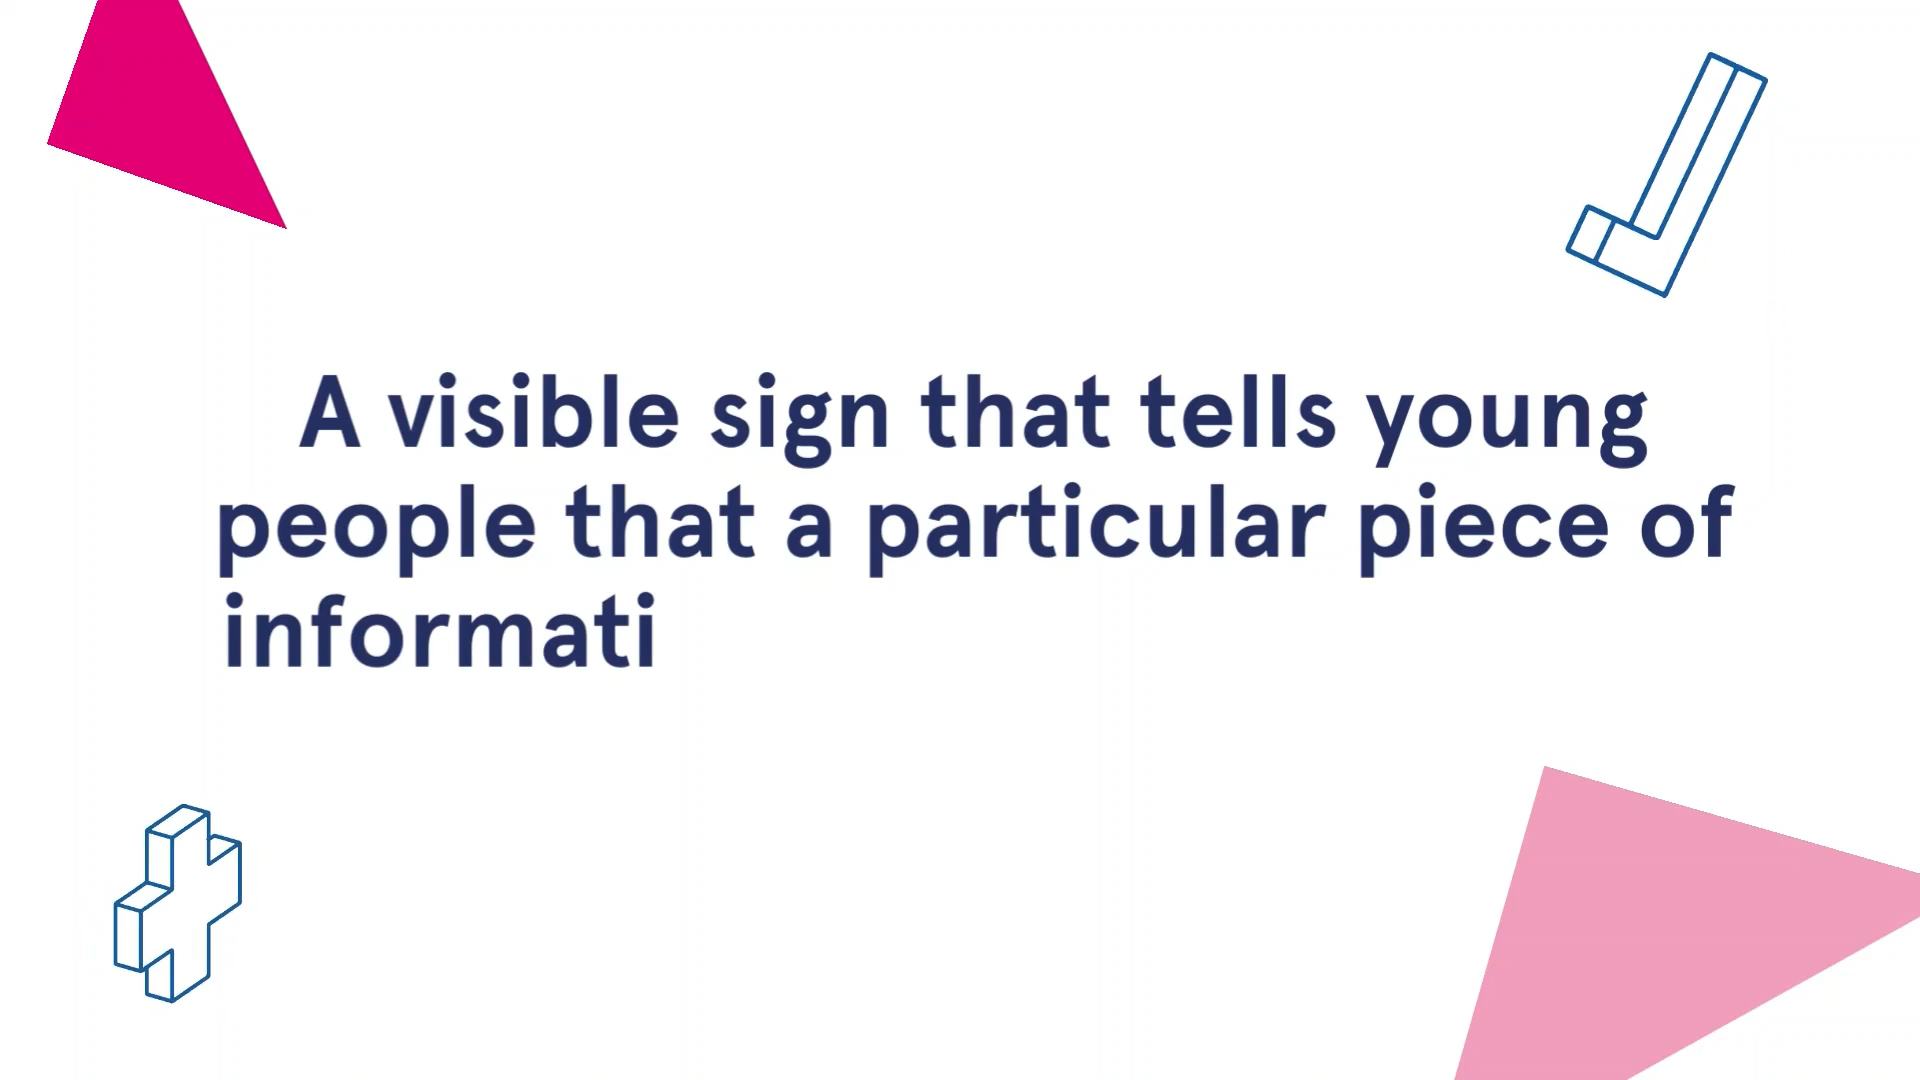 A visible sign that tells young
people that a particular piece of
informati